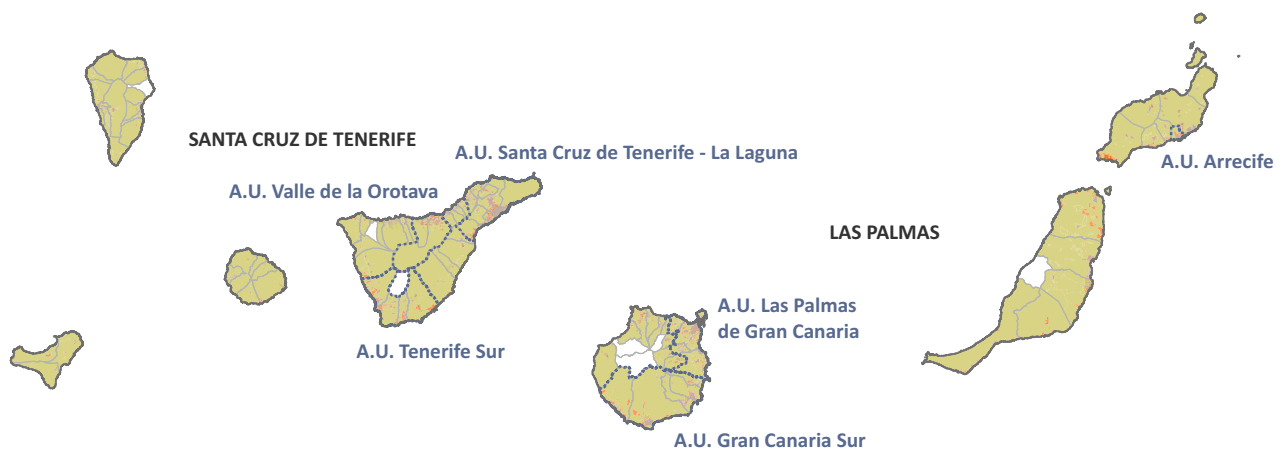 SANTA CRUZ DE TENERIFE
A.U. Santa Cruz de Tenerife - La Laguna
A.U. Arrecife
A.U. Valle de la Orotava
LAS PALMAS
A.U. Las Palmas
de Gran Canaria
A.U. Tenerife Sur
A.U. Gran Canaria Sur